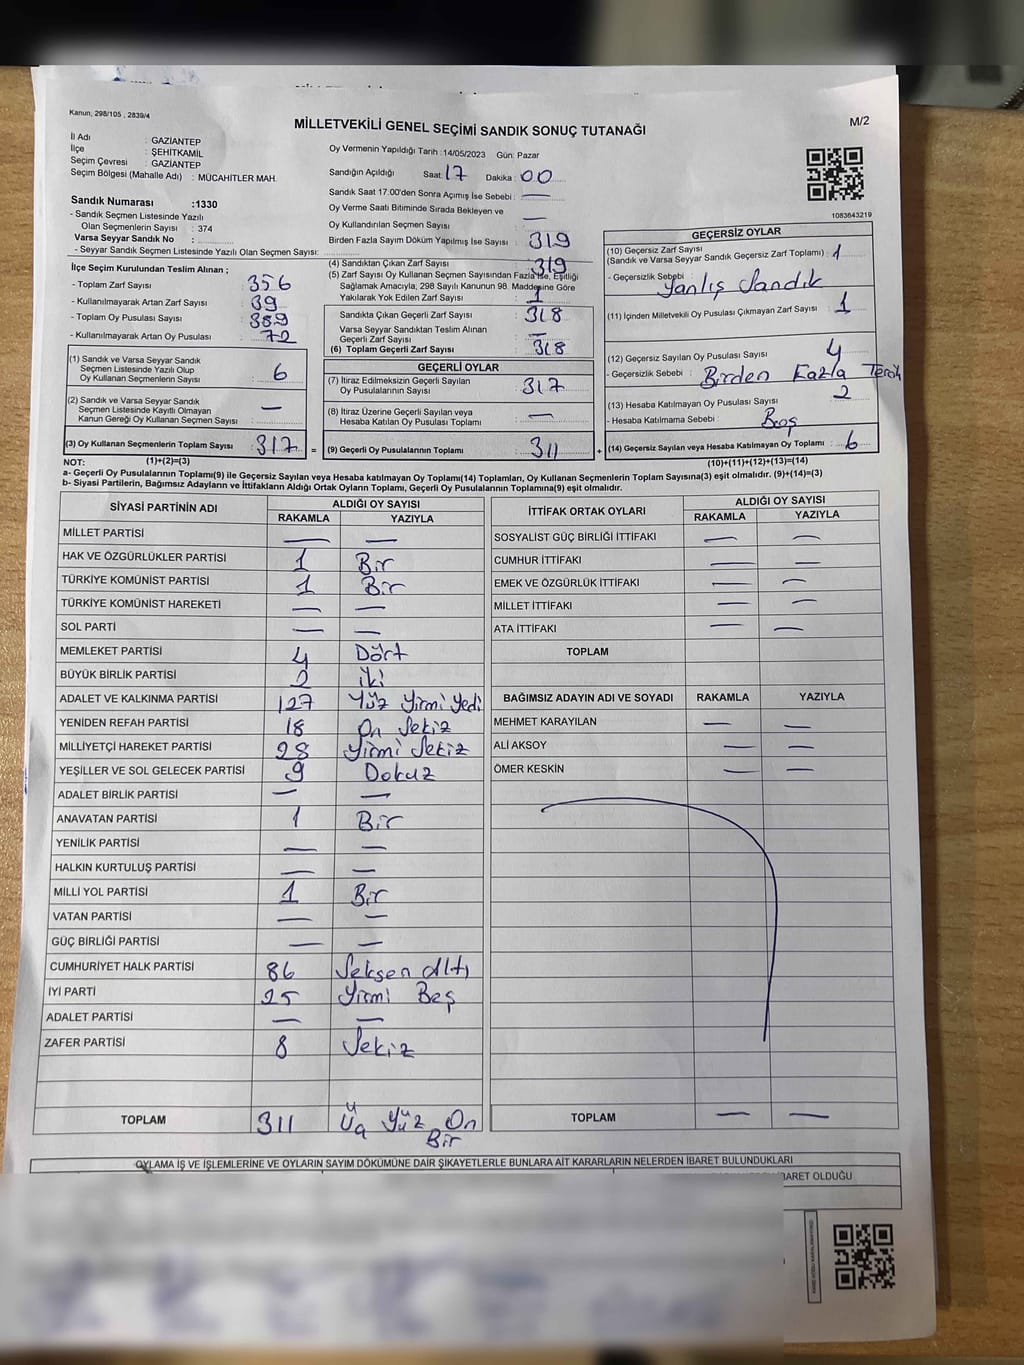 Kanun, 298/105 , 2839/4
MİLLETVEKİLİ GENEL SEÇİMİ SANDIK SONUÇ TUTANAĞI
M/2
İl Adı : GAZİANTEP
İlçe : ŞEHİTKAMİL
Seçim Çevresi : GAZİANTEP
Seçim Bölgesi (Mahalle Adı) : MÜCAHİTLER MAH.
Sandık Numarası :1330
- Sandık Seçmen Listesinde Yazılı
Olan Seçmenlerin Sayısı : 374
Varsa Seyyar Sandık No :
- Seyyar Sandık Seçmen Listesinde Yazılı Olan Seçmen Sayısı:
İlçe Seçim Kurulundan Teslim Alınan ;
- Toplam Zarf Sayısı : 356
- Kullanılmayarak Artan Zarf Sayısı : 39
- Toplam Oy Pusulası Sayısı : 389
- Kullanılmayarak Artan Oy Pusulası : 72
(1) Sandık ve Varsa Seyyar Sandık
Seçmen Listesinde Yazılı Olup
Oy Kullanan Seçmenlerin Sayısı : 6
(2) Sandık ve Varsa Seyyar Sandık
Seçmen Listesinde Kayıtlı Olmayan
Kanun Gereği Oy Kullanan Seçmen Sayısı : —
(3) Oy Kullanan Seçmenlerin Toplam Sayısı : 317 =
(1)+(2)=(3)
Oy Vermenin Yapıldığı Tarih :14/05/2023 Gün: Pazar
Sandığın Açıldığı Saat: 17 Dakika : 00
Sandık Saat 17.00'den Sonra Açılmış İse Sebebi : —
Oy Verme Saati Bitiminde Sırada Bekleyen ve
Oy Kullandırılan Seçmen Sayısı : —
Birden Fazla Sayım Döküm Yapılmış İse Sayısı : 319
(4) Sandıktan Çıkan Zarf Sayısı : 319
(5) Zarf Sayısı Oy Kullanan Seçmen Sayısından Fazla İse, Eşitliği
Sağlamak Amacıyla, 298 Sayılı Kanunun 98. Maddesine Göre
Yakılarak Yok Edilen Zarf Sayısı : 1
Sandıkta Çıkan Geçerli Zarf Sayısı : 318
Varsa Seyyar Sandıktan Teslim Alınan
Geçerli Zarf Sayısı : —
(6) Toplam Geçerli Zarf Sayısı : 318
GEÇERLİ OYLAR
(7) İtiraz Edilmeksizin Geçerli Sayılan
Oy Pusulalarının Sayısı : 317
(8) İtiraz Üzerine Geçerli Sayılan veya
Hesaba Katılan Oy Pusulası Toplamı : —
(9) Geçerli Oy Pusulalarının Toplamı : 311 +
1083643219
GEÇERSİZ OYLAR
(10) Geçersiz Zarf Sayısı
(Sandık ve Varsa Seyyar Sandık Geçersiz Zarf Toplamı) : 1
- Geçersizlik Sebebi : Yanlış Sandık
(11) İçinden Milletvekili Oy Pusulası Çıkmayan Zarf Sayısı : 1
(12) Geçersiz Sayılan Oy Pusulası Sayısı : 4
- Geçersizlik Sebebi : Birden Fazla Tercih
(13) Hesaba Katılmayan Oy Pusulası Sayısı : 2
- Hesaba Katılmama Sebebi : Boş
(14) Geçersiz Sayılan veya Hesaba Katılmayan Oy Toplamı : 6
(10)+(11)+(12)+(13)=(14)
NOT:
a- Geçerli Oy Pusulalarının Toplamı(9) ile Geçersiz Sayılan veya Hesaba katılmayan Oy Toplamı(14) Toplamları, Oy Kullanan Seçmenlerin Toplam Sayısına(3) eşit olmalıdır. (9)+(14)=(3)
b- Siyasi Partilerin, Bağımsız Adayların ve İttifakların Aldığı Ortak Oyların Toplamı, Geçerli Oy Pusulalarının Toplamına(9) eşit olmalıdır.
SİYASİ PARTİNİN ADI ALDIĞI OY SAYISI
RAKAMLA YAZIYLA
MİLLET PARTİSİ — —
HAK VE ÖZGÜRLÜKLER PARTİSİ 1 Bir
TÜRKİYE KOMÜNİST PARTİSİ 1 Bir
TÜRKİYE KOMÜNİST HAREKETİ — —
SOL PARTİ — —
MEMLEKET PARTİSİ 4 Dört
BÜYÜK BİRLİK PARTİSİ 2 iki
ADALET VE KALKINMA PARTİSİ 127 Yüz Yirmi Yedi
YENİDEN REFAH PARTİSİ 18 On Sekiz
MİLLİYETÇİ HAREKET PARTİSİ 28 Yirmi Sekiz
YEŞİLLER VE SOL GELECEK PARTİSİ 9 Dokuz
ADALET BİRLİK PARTİSİ — —
ANAVATAN PARTİSİ 1 Bir
YENİLİK PARTİSİ — —
HALKIN KURTULUŞ PARTİSİ — —
MİLLİ YOL PARTİSİ 1 Bir
VATAN PARTİSİ — —
GÜÇ BİRLİĞİ PARTİSİ — —
CUMHURİYET HALK PARTİSİ 86 Seksen Altı
İYİ PARTİ 25 Yirmi Beş
ADALET PARTİSİ — —
ZAFER PARTİSİ 8 Sekiz
TOPLAM 311 Üç Yüz On
Bir
İTTİFAK ORTAK OYLARI ALDIĞI OY SAYISI
RAKAMLA YAZIYLA
SOSYALİST GÜÇ BİRLİĞİ İTTİFAKI — —
CUMHUR İTTİFAKI — —
EMEK VE ÖZGÜRLÜK İTTİFAKI — —
MİLLET İTTİFAKI — —
ATA İTTİFAKI — —
TOPLAM
BAĞIMSIZ ADAYIN ADI VE SOYADI RAKAMLA YAZIYLA
MEHMET KARAYILAN — —
ALİ AKSOY — —
ÖMER KESKİN — —
TOPLAM — —
OYLAMA İŞ VE İŞLEMLERİNE VE OYLARIN SAYIM DÖKÜMÜNE DAİR ŞİKAYETLERLE BUNLARA AİT KARARLARIN NELERDEN İBARET BULUNDUKLARI
İBARET OLDUĞU